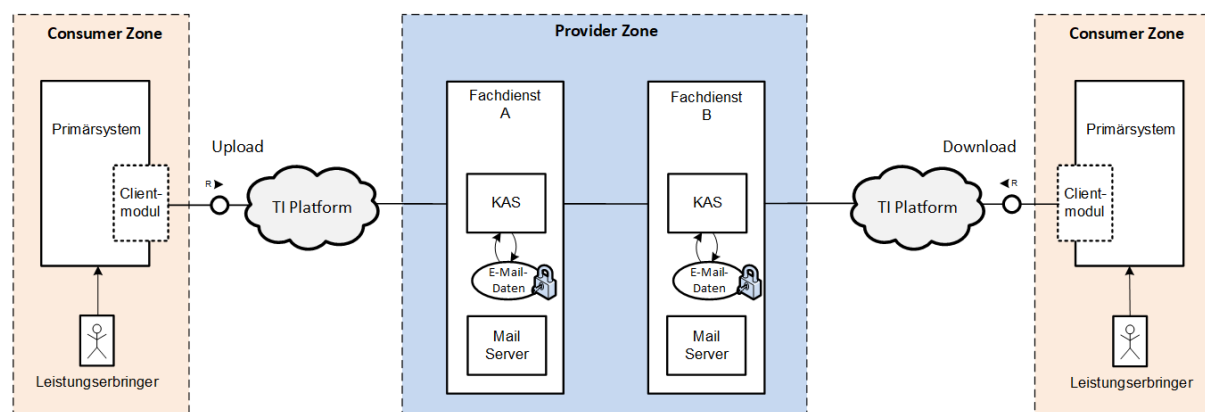 Consumer Zone
Primärsystem
Client-
modul
Leistungserbringer
Upload
R
TI Platform
Provider Zone
Fachdienst
A
KAS
E-Mail-
Daten
Mail
Server
Fachdienst
B
KAS
E-Mail-
Daten
Mail
Server
Download
R
TI Platform
Consumer Zone
Primärsystem
Client-
modul
Leistungserbringer